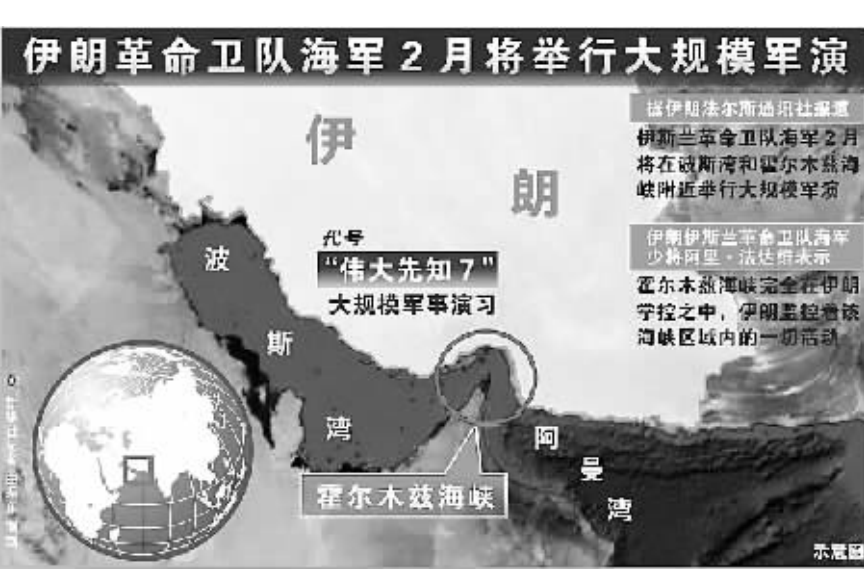 伊朗革命卫队海军2月将举行大规模军演
据伊朗法尔斯通讯社报道
伊斯兰革命卫队海军2月
将在波斯湾和霍尔木兹海
峡附近举行大规模军演
伊朗伊斯兰革命卫队海军
少将阿里·法达维表示
霍尔木兹海峡完全在伊朗
掌控之中，伊朗监控着该
海峡区域内的一切活动
伊
朗
代号
“伟大先知7”
大规模军事演习
波
斯
湾
霍尔木兹海峡
阿
曼
湾
示意图